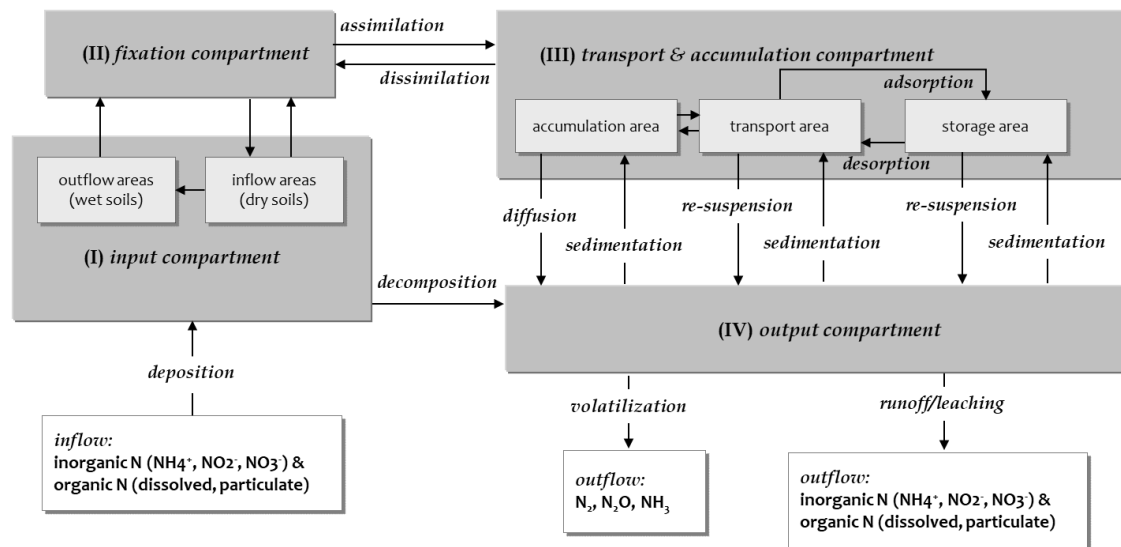 assimilation
(II) fixation compartment
dissimilation
(III) transport & accumulation compartment
adsorption
accumulation area
transport area
storage area
desorption
outflow areas
(wet soils)
inflow areas
(dry soils)
(I) input compartment
diffusion
sedimentation
re-suspension
sedimentation
re-suspension
sedimentation
decomposition
(IV) output compartment
deposition
volatilization
runoff/leaching
inflow:
inorganic N (NH4⁺, NO2⁻, NO3⁻) &
organic N (dissolved, particulate)
outflow:
N₂, N₂O, NH₃
outflow:
inorganic N (NH4⁺, NO2⁻, NO3⁻) &
organic N (dissolved, particulate)